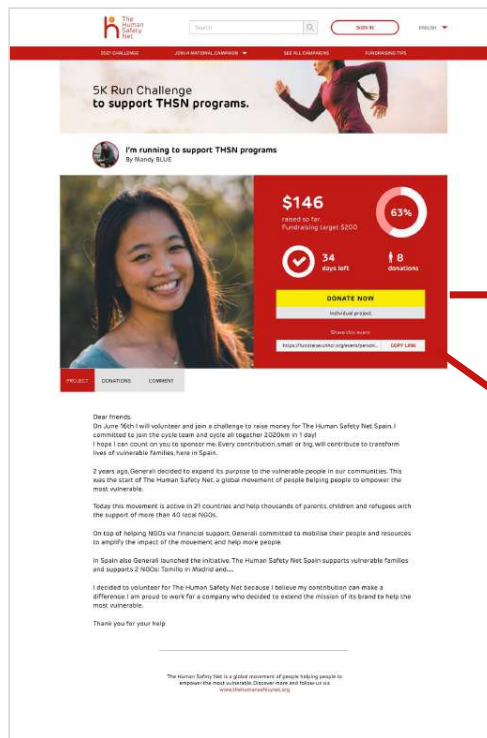 The
Human
Safety
Net
Search
SIGN IN
ENGLISH
2021 CHALLENGE
JOIN A NATIONAL CAMPAIGN
SEE ALL CAMPAIGNS
FUNDRAISING TIPS
5K Run Challenge
to support THSN programs.
I'm running to support THSN programs
By Mandy BLUE
$146
raised so far.
Fundraising target $200
63%
34
days left
8
donations
DONATE NOW
Individual project
Share this event
COPY LINK
PROJECT
DONATIONS
COMMENT
Dear friends,
On June 16th I will volunteer and join a challenge to raise money for The Human Safety Net Spain. I
committed to join the cycle team and cycle all together 2020km in 1 day!
I hope I can count on you to sponsor me. Every contribution, small or big, will contribute to transform
lives of vulnerable families, here in Spain.
2 years ago, Generali decided to expand its purpose to the vulnerable people in our communities. This
was the start of The Human Safety Net, a global movement of people helping people to empower the
most vulnerable.
Today this movement is active in 21 countries and help thousands of parents, children and refugees with
the support of more than 40 local NGOs.
On top of helping NGOs via financial support, Generali committed to mobilise their people and resources
to amplify the impact of the movement and help more people.
In Spain also Generali launched the initiative. The Human Safety Net Spain supports vulnerable families
and supports 2 NGOs: Tomillo in Madrid and....
I decided to volunteer for The Human Safety Net because I believe my contribution can make a
difference. I am proud to work for a company who decided to extend the mission of its brand to help the
most vulnerable.
Thank you for your help
The Human Safety Net is a global movement of people helping people to
empower the most vulnerable. Discover more and follow us via
www.thehumansafetynet.org